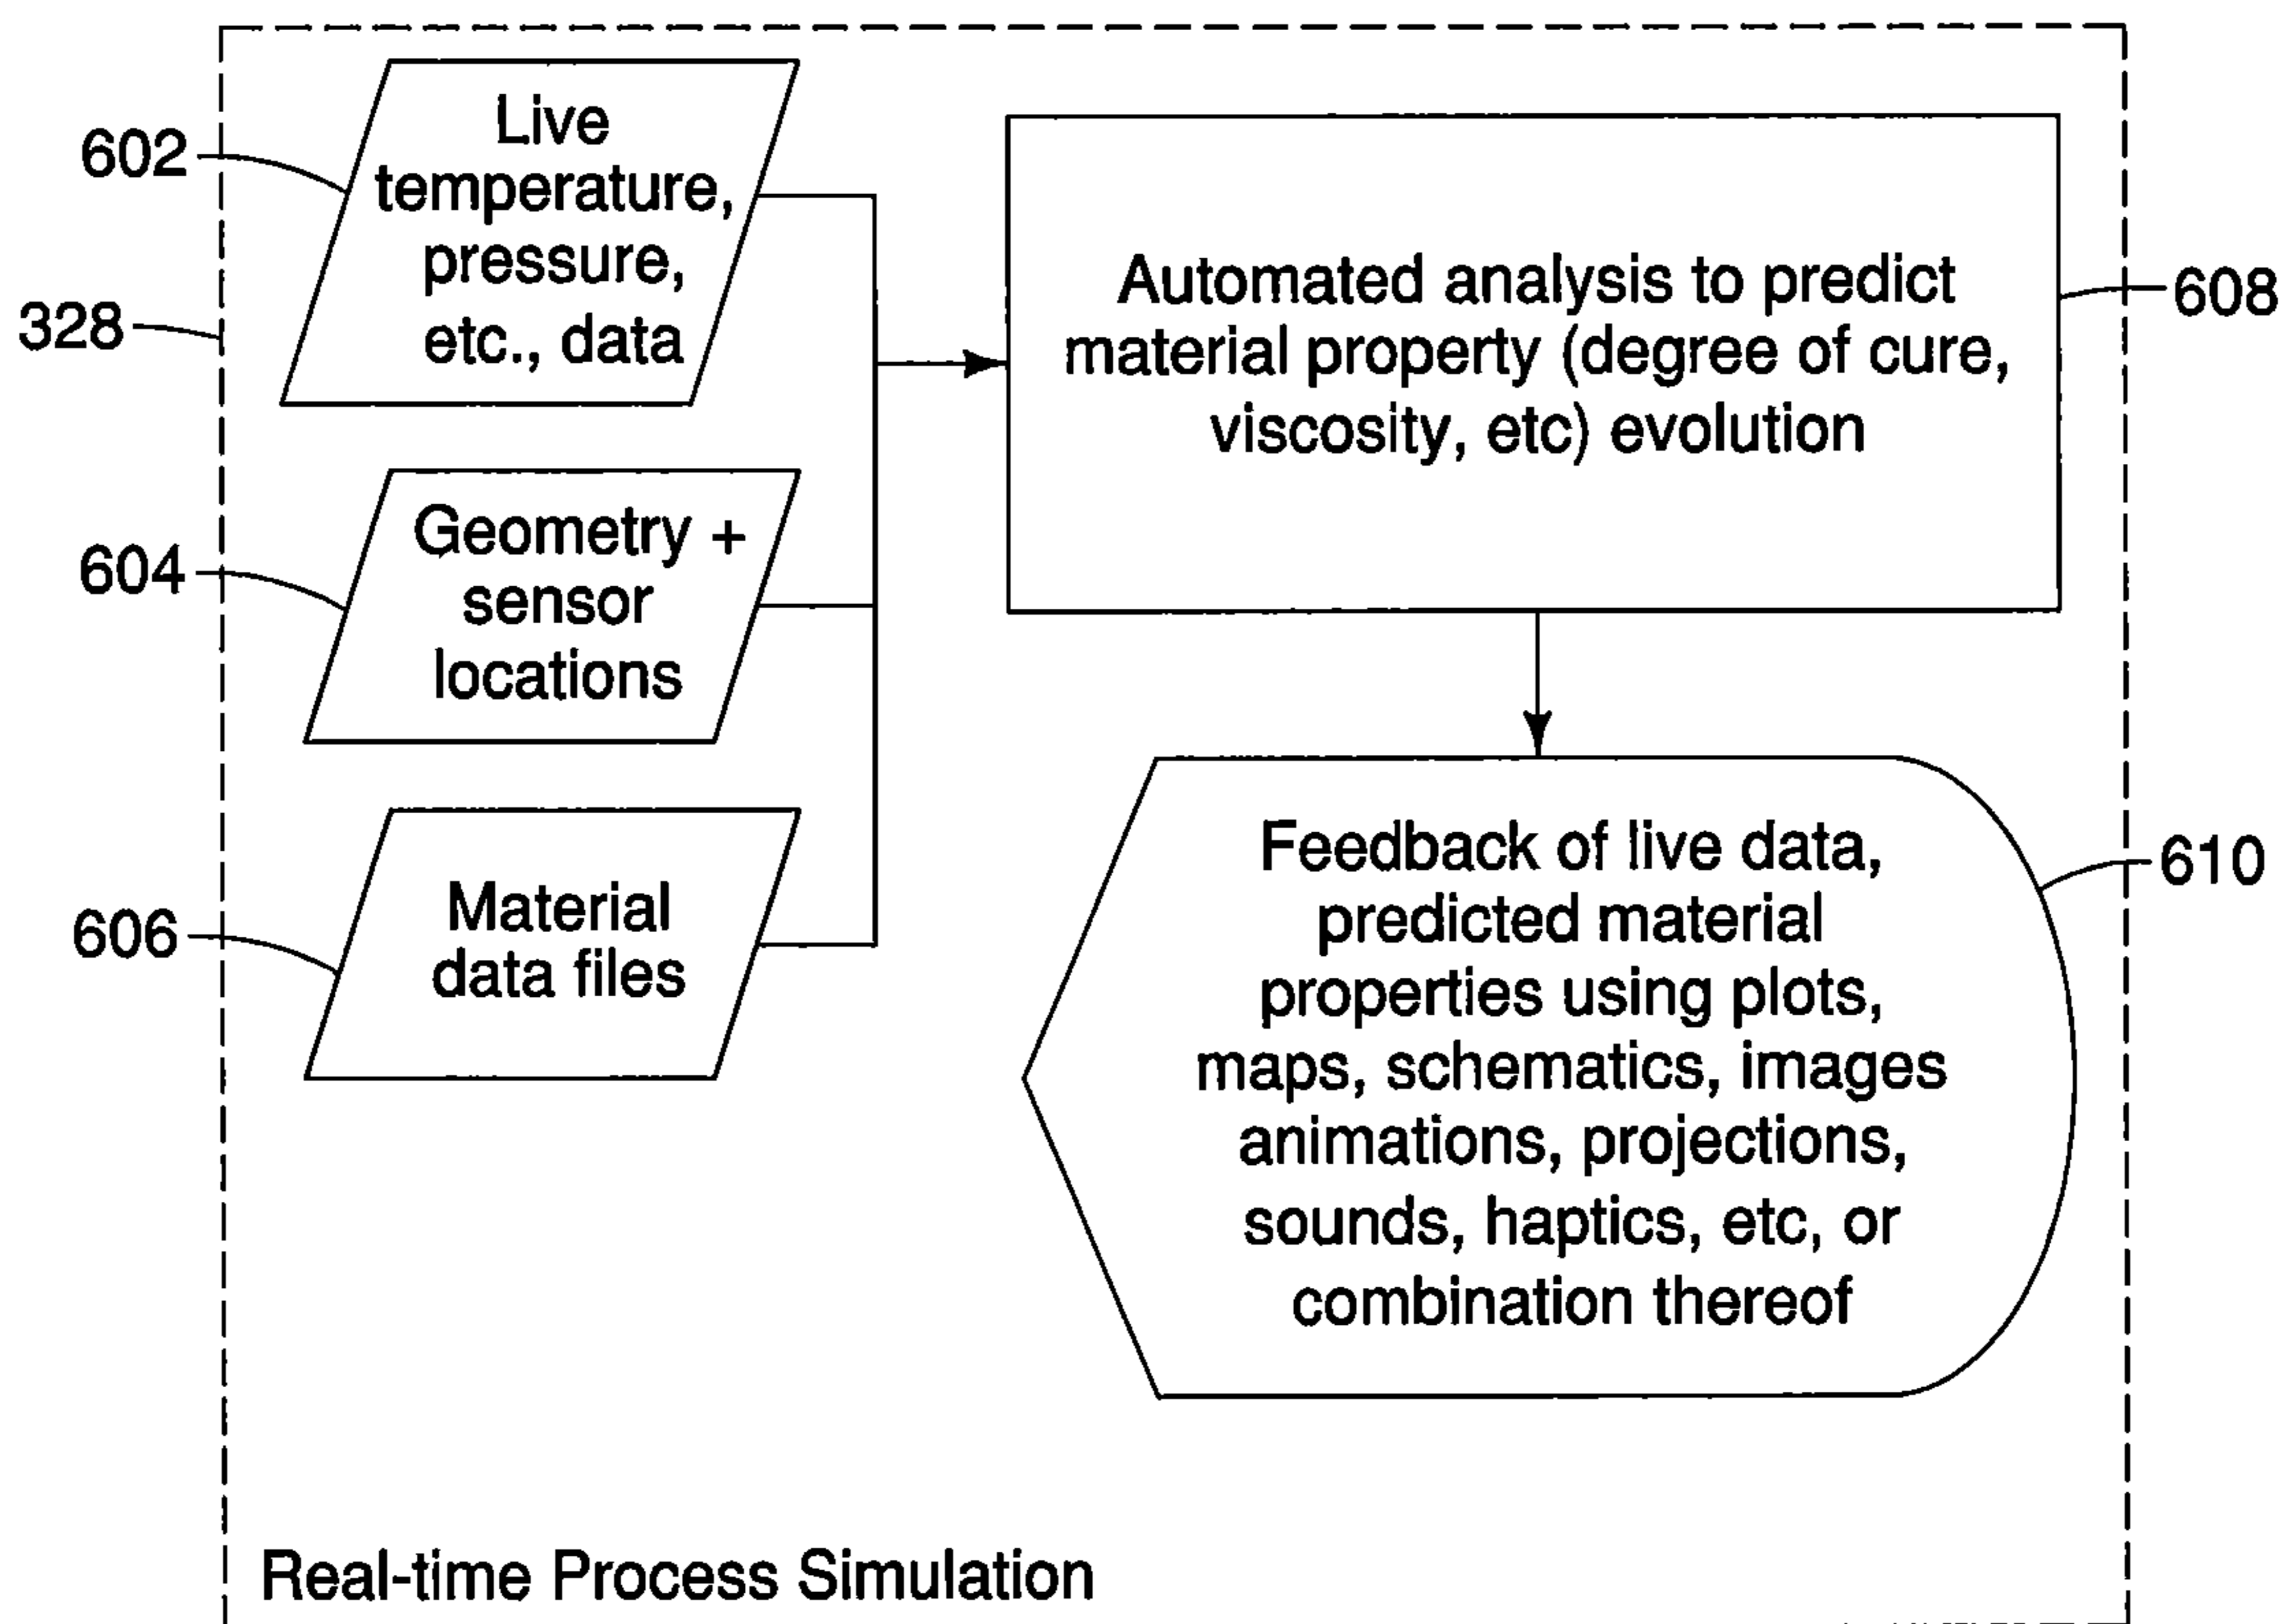 602
Live
temperature,
pressure,
etc., data
328
604
Geometry +
sensor
locations
606
Material
data files
Automated analysis to predict
material property (degree of cure,
viscosity, etc) evolution
608
Feedback of live data,
predicted material
properties using plots,
maps, schematics, images
animations, projections,
sounds, haptics, etc, or
combination thereof
610
Real-time Process Simulation